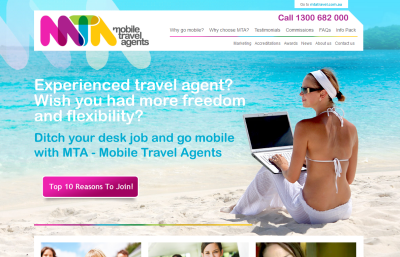 Go to mtatravel.com.au
Call 1300 682 000
MTA mobile travel agents
Why go mobile? Why choose MTA? Testimonials Commissions FAQs Info Pack
Marketing Accreditations Awards News About us Contact us
Experienced travel agent?
Wish you had more freedom
and flexibility?
Ditch your desk job and go mobile
with MTA - Mobile Travel Agents
Top 10 Reasons To Join!